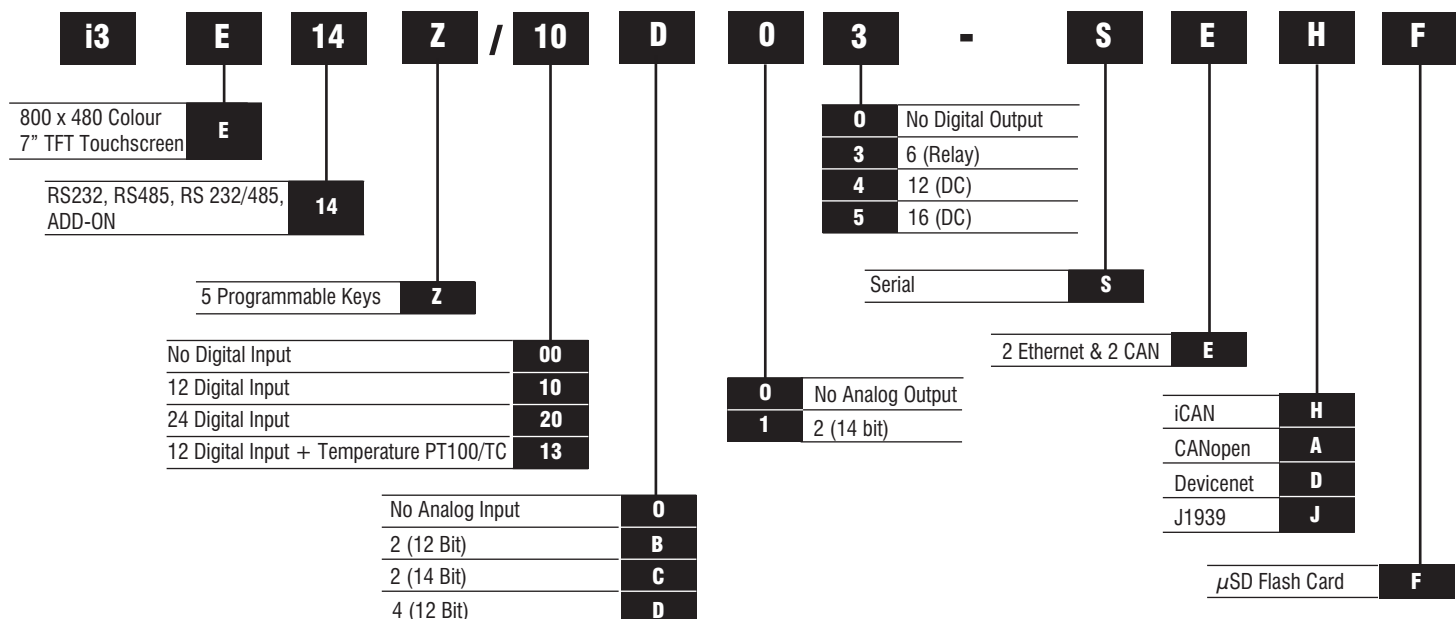 i3 E 14 Z / 10 D 0 3 - S E H F
800 x 480 Colour
7” TFT Touchscreen E
RS232, RS485, RS 232/485,
ADD-ON 14
5 Programmable Keys Z
No Digital Input 00
12 Digital Input 10
24 Digital Input 20
12 Digital Input + Temperature PT100/TC 13
No Analog Input 0
2 (12 Bit) B
2 (14 Bit) C
4 (12 Bit) D
0 No Analog Output
1 2 (14 bit)
0 No Digital Output
3 6 (Relay)
4 12 (DC)
5 16 (DC)
Serial S
2 Ethernet & 2 CAN E
iCAN H
CANopen A
Devicenet D
J1939 J
μSD Flash Card F